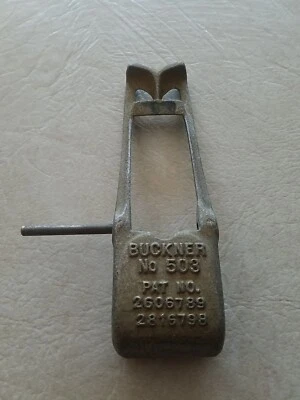 BUCKNER
No 503
PAT NO.
2606789
2816798